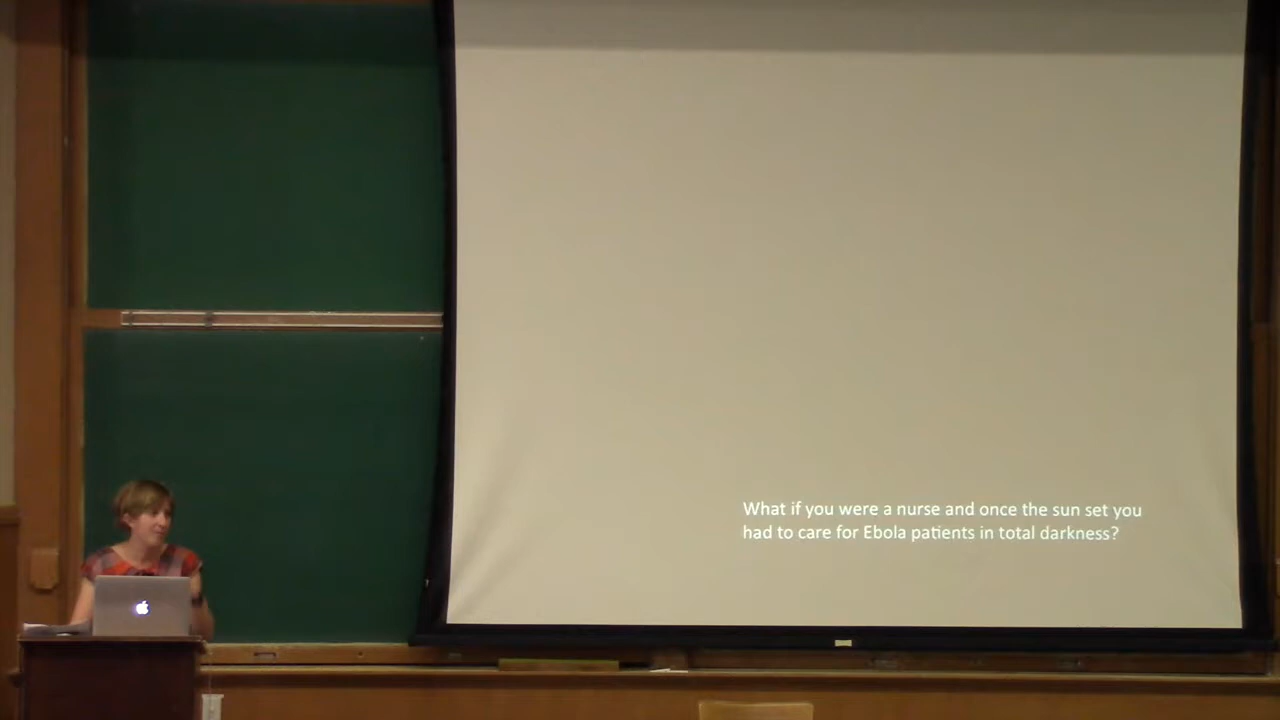 What if you were a nurse and once the sun set you
had to care for Ebola patients in total darkness?